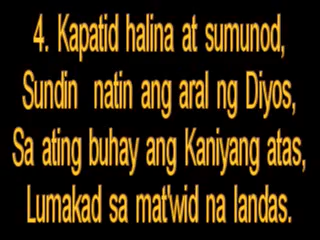 4. Kapatid halina at sumunod,
Sundin natin ang aral ng Diyos,
Sa ating buhay ang Kaniyang atas,
Lumakad sa mat'wid na landas.